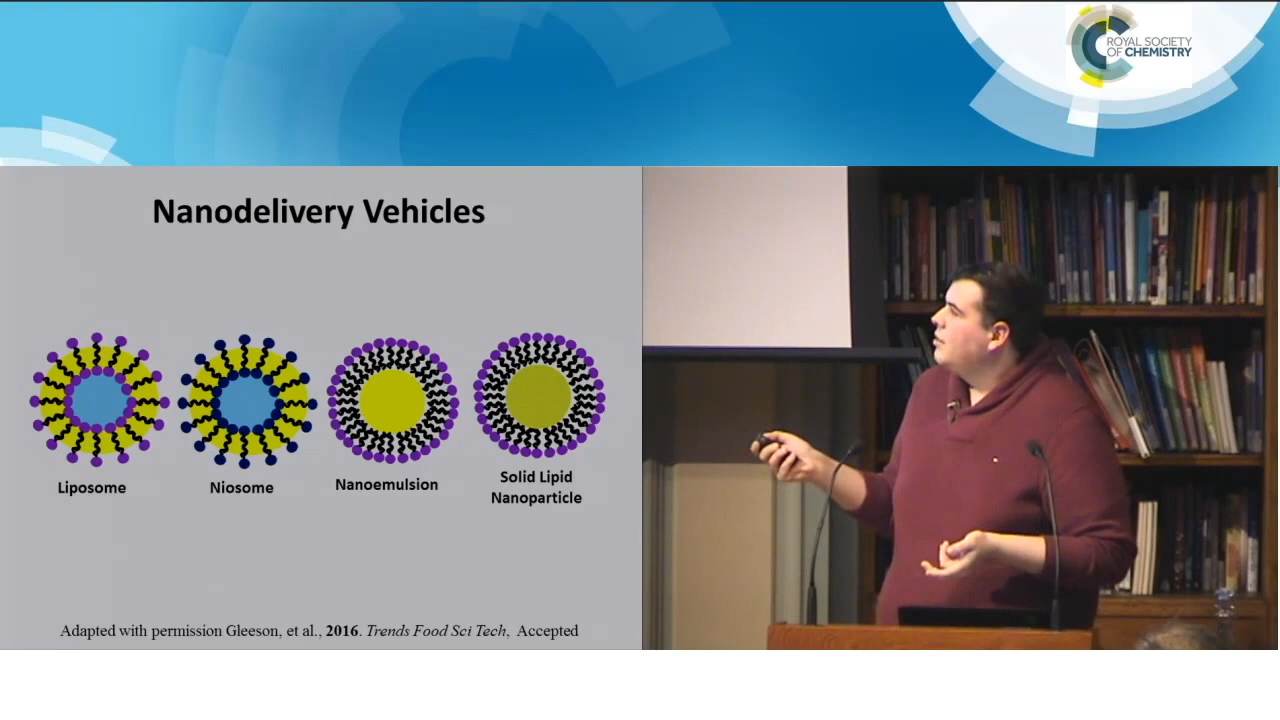 ROYAL SOCIETY
OF CHEMISTRY
Nanodelivery Vehicles
Liposome
Niosome
Nanoemulsion
Solid Lipid
Nanoparticle
Adapted with permission Gleeson, et al., 2016. Trends Food Sci Tech, Accepted